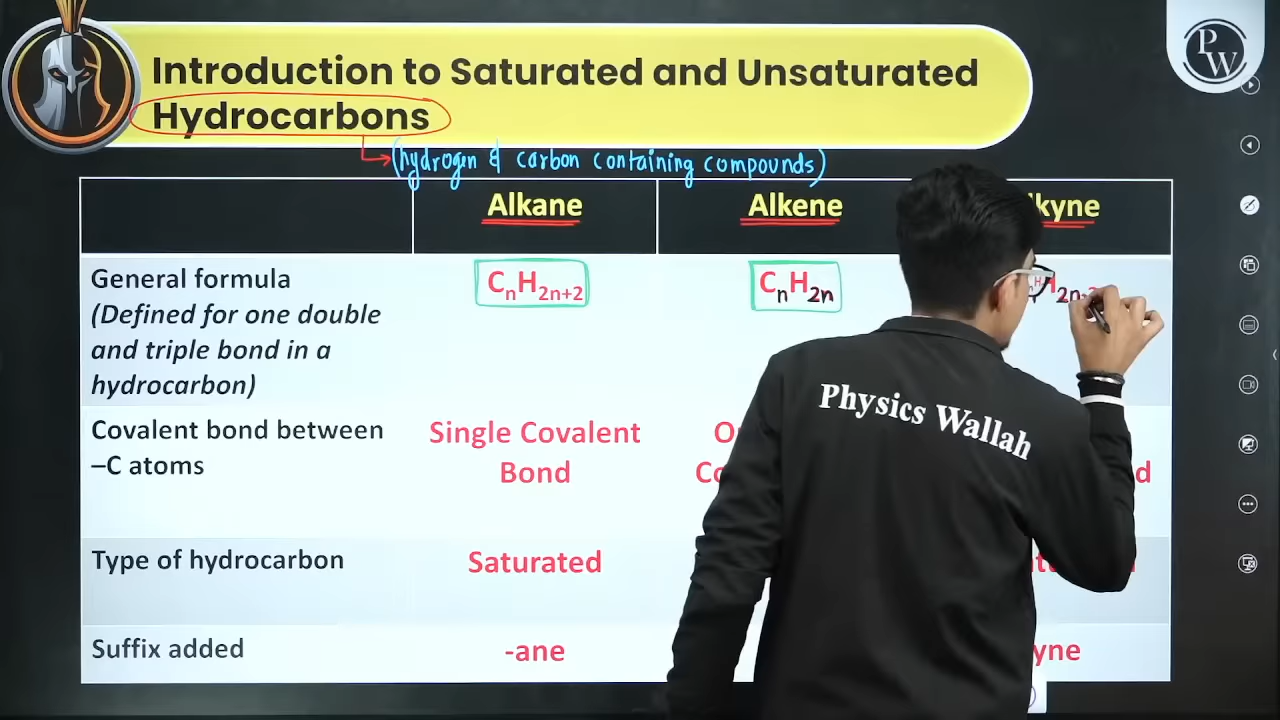 Introduction to Saturated and Unsaturated
Hydrocarbons
(hydrogen & carbon containing compounds)
PW
Alkane Alkene lkyne
General formula CnH2n+2 CnH2n
(Defined for one double
and triple bond in a
hydrocarbon)
Covalent bond between Single Covalent
–C atoms Bond
Type of hydrocarbon Saturated
Suffix added -ane yne
Physics Wallah